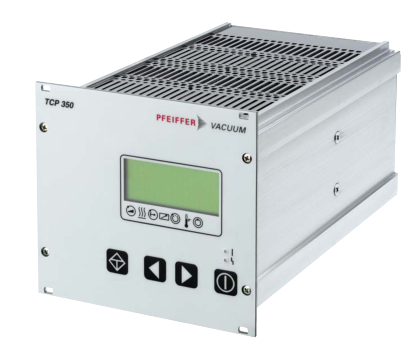 TCP 350
PFEIFFER VACUUM